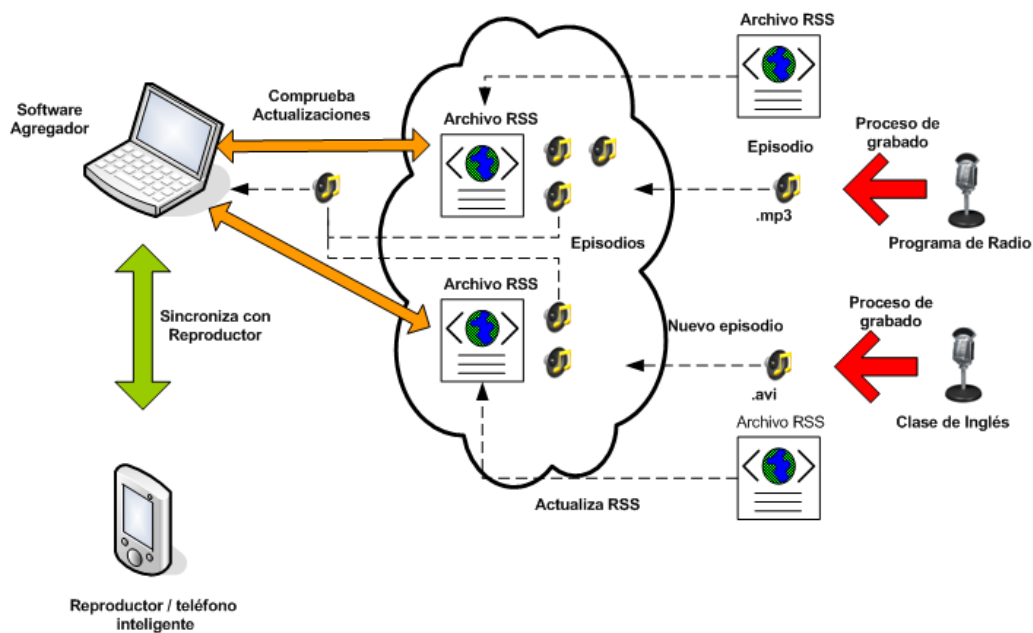 Archivo RSS
Software
Agregador
Comprueba
Actualizaciones
Archivo RSS
Episodio
Proceso de
grabado
.mp3
Programa de Radio
Episodios
Archivo RSS
Sincroniza con
Reproductor
Nuevo episodio
Proceso de
grabado
.avi
Clase de Inglés
Archivo RSS
Actualiza RSS
Reproductor / teléfono
inteligente